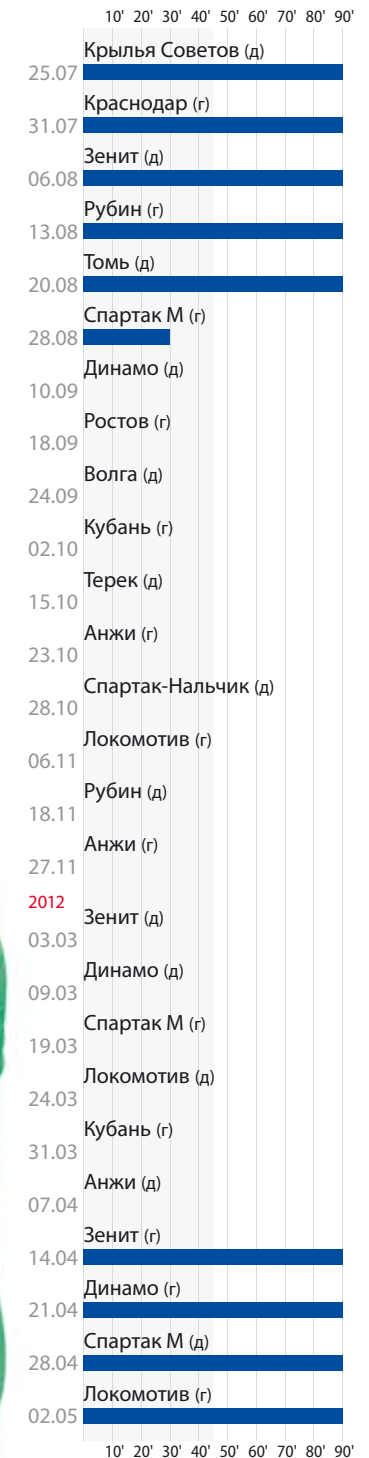 10' 20' 30' 40' 50' 60' 70' 80' 90'
Крылья Советов (д)
25.07
Краснодар (г)
31.07
Зенит (д)
06.08
Рубин (г)
13.08
Томь (д)
20.08
Спартак М (г)
28.08
Динамо (д)
10.09
Ростов (г)
18.09
Волга (д)
24.09
Кубань (г)
02.10
Терек (д)
15.10
Анжи (г)
23.10
Спартак-Нальчик (д)
28.10
Локомотив (г)
06.11
Рубин (д)
18.11
Анжи (г)
27.11
2012
Зенит (д)
03.03
Динамо (д)
09.03
Спартак М (г)
19.03
Локомотив (д)
24.03
Кубань (г)
31.03
Анжи (д)
07.04
Зенит (г)
14.04
Динамо (г)
21.04
Спартак М (д)
28.04
Локомотив (г)
02.05
10' 20' 30' 40' 50' 60' 70' 80' 90'